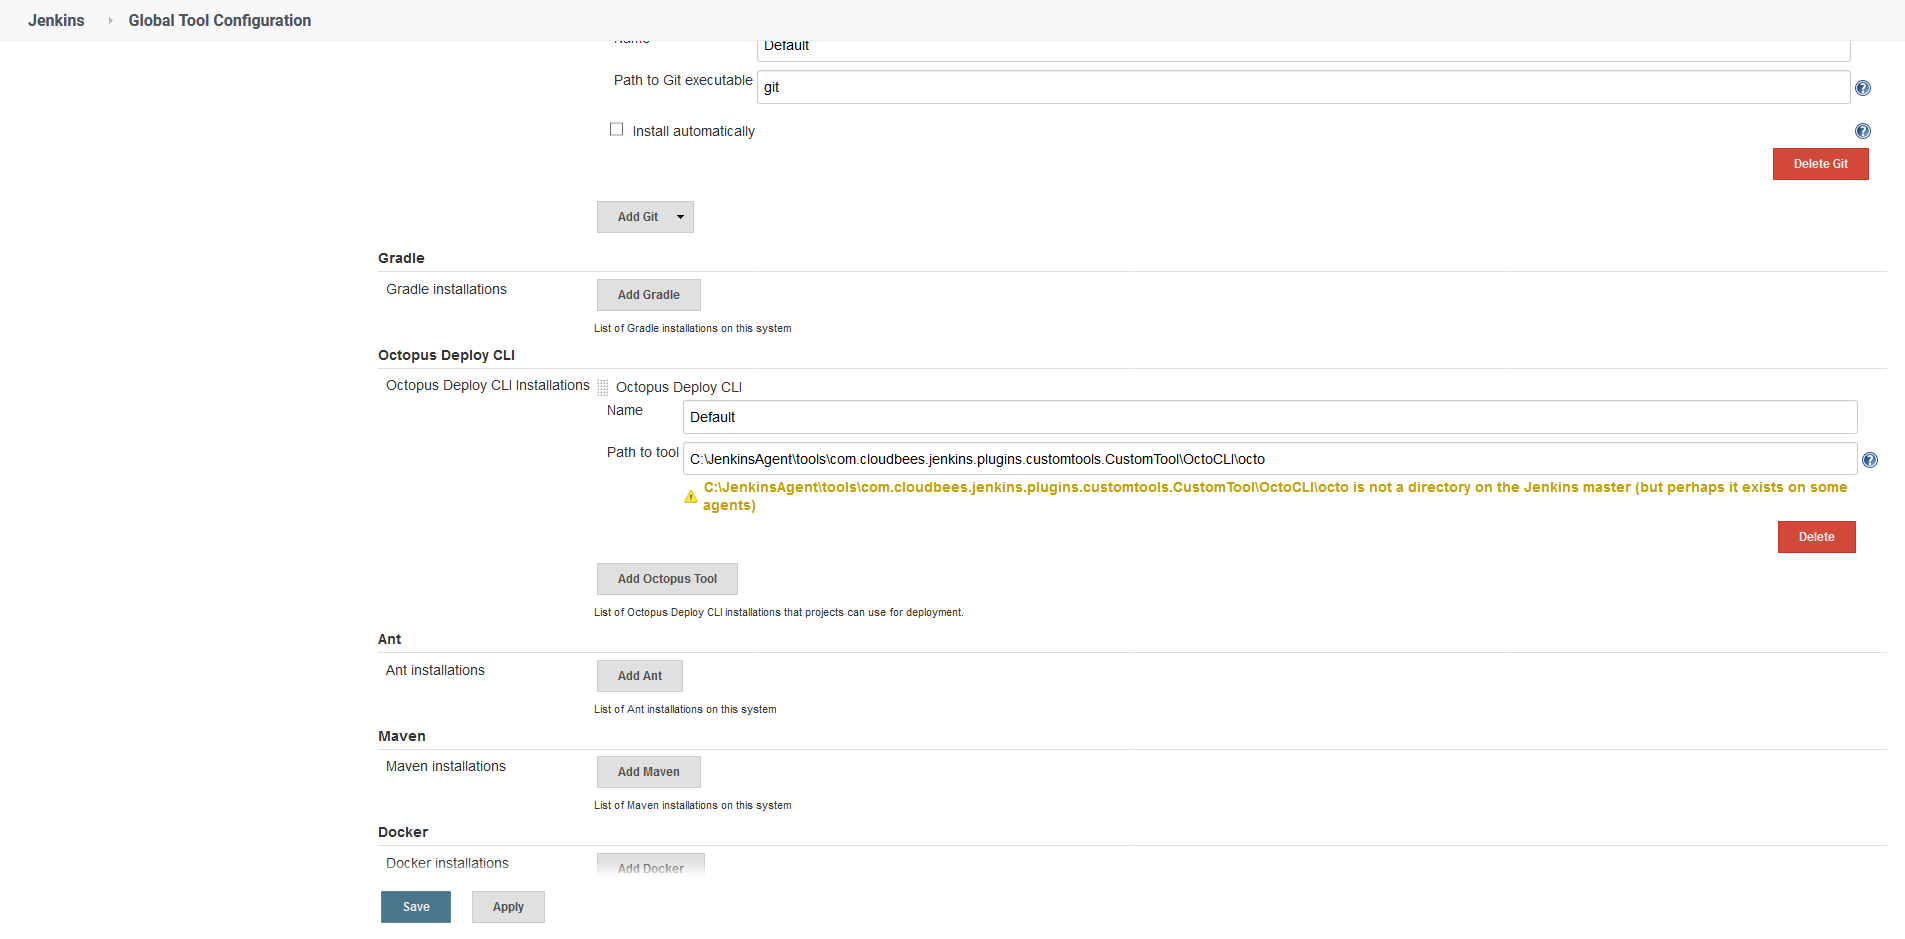 Jenkins
Global Tool Configuration
Name
Default
Path to Git executable
git
Install automatically
Delete Git
Add Git
Gradle
Gradle installations
Add Gradle
List of Gradle installations on this system
Octopus Deploy CLI
Octopus Deploy CLI Installations
Octopus Deploy CLI
Name
Default
Path to tool
C:\JenkinsAgent\tools\com.cloudbees.jenkins.plugins.customtools.CustomTool\OctoCLI\octo
C:\JenkinsAgent\tools\com.cloudbees.jenkins.plugins.customtools.CustomTool\OctoCLI\octo is not a directory on the Jenkins master (but perhaps it exists on some
agents)
Delete
Add Octopus Tool
List of Octopus Deploy CLI installations that projects can use for deployment.
Ant
Ant installations
Add Ant
List of Ant installations on this system
Maven
Maven installations
Add Maven
List of Maven installations on this system
Docker
Docker installations
Add Docker
Save
Apply